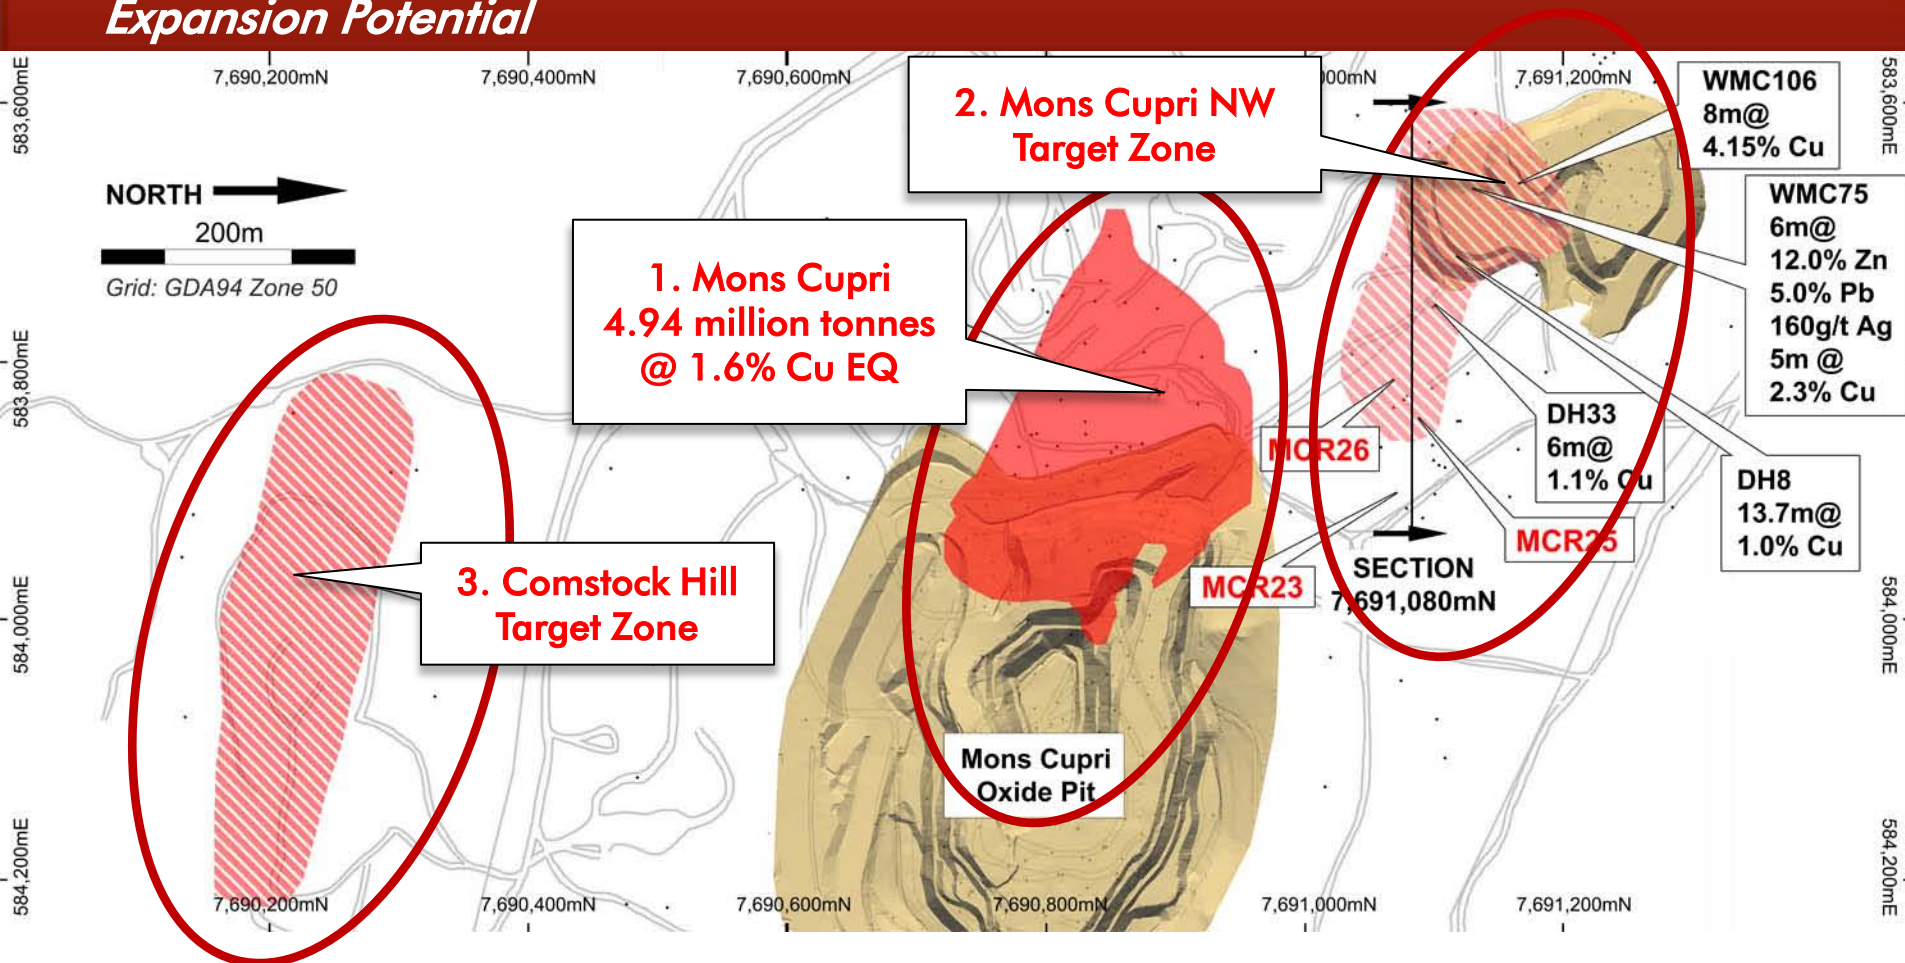 Expansion Potential
7,690,200mN
7,690,400mN
7,690,600mN
000mN
7,691,200mN
583,600mE
583,600mE
NORTH
200m
Grid: GDA94 Zone 50
1. Mons Cupri
4.94 million tonnes
@ 1.6% Cu EQ
2. Mons Cupri NW
Target Zone
WMC106
8m@
4.15% Cu
WMC75
6m@
12.0% Zn
5.0% Pb
160g/t Ag
5m @
2.3% Cu
583,800mE
MCR26
DH33
6m@
1.1% Cu
DH8
13.7m@
1.0% Cu
MCR25
MCR23
SECTION
7,691,080mN
3. Comstock Hill
Target Zone
584,000mE
584,000mE
Mons Cupri
Oxide Pit
584,200mE
584,200mE
7,690,200mN
7,690,400mN
7,690,600mN
7,690,800mN
7,691,000mN
7,691,200mN